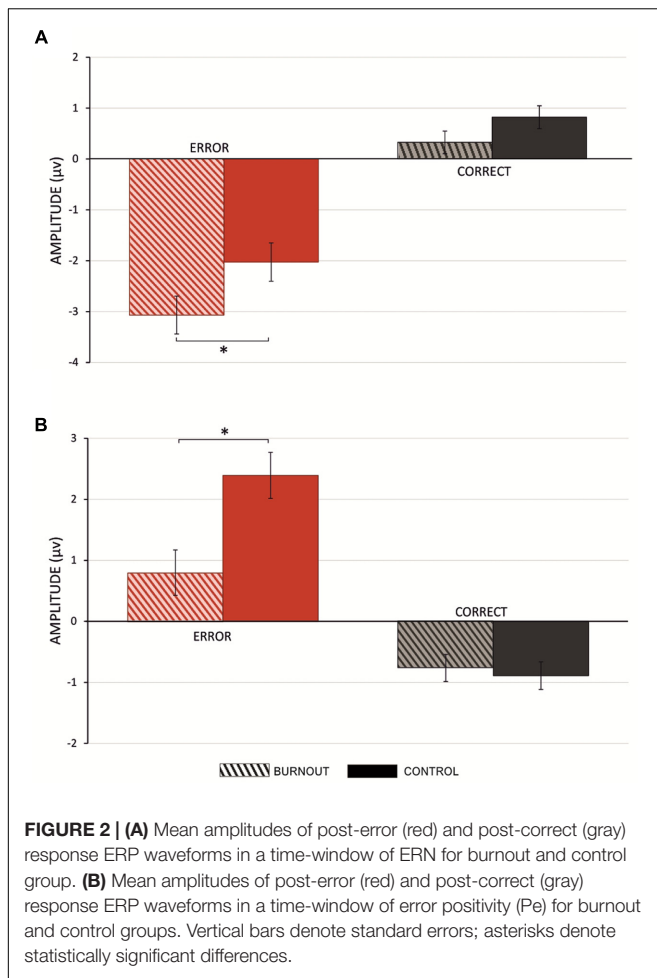 A
2
1
ERROR
0
CORRECT
-1
-2
-3
*
-4
AMPLITUDE (µv)
B
3
*
2
1
CORRECT
0
ERROR
-1
-2
AMPLITUDE (µv)
BURNOUT CONTROL
FIGURE 2 | (A) Mean amplitudes of post-error (red) and post-correct (gray)
response ERP waveforms in a time-window of ERN for burnout and control
group. (B) Mean amplitudes of post-error (red) and post-correct (gray)
response ERP waveforms in a time-window of error positivity (Pe) for burnout
and control groups. Vertical bars denote standard errors; asterisks denote
statistically significant differences.